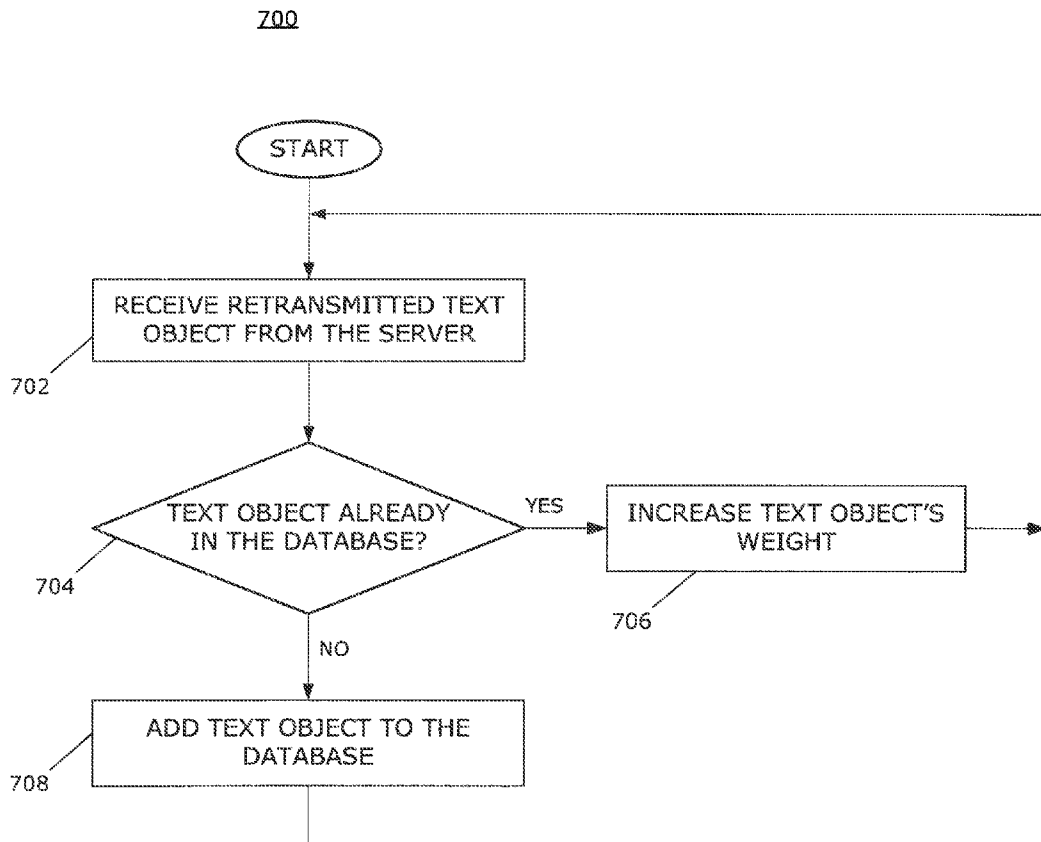 700
START
RECEIVE RETRANSMITTED TEXT
OBJECT FROM THE SERVER
702
TEXT OBJECT ALREADY
IN THE DATABASE?
704
YES
INCREASE TEXT OBJECT'S
WEIGHT
706
NO
ADD TEXT OBJECT TO THE
DATABASE
708